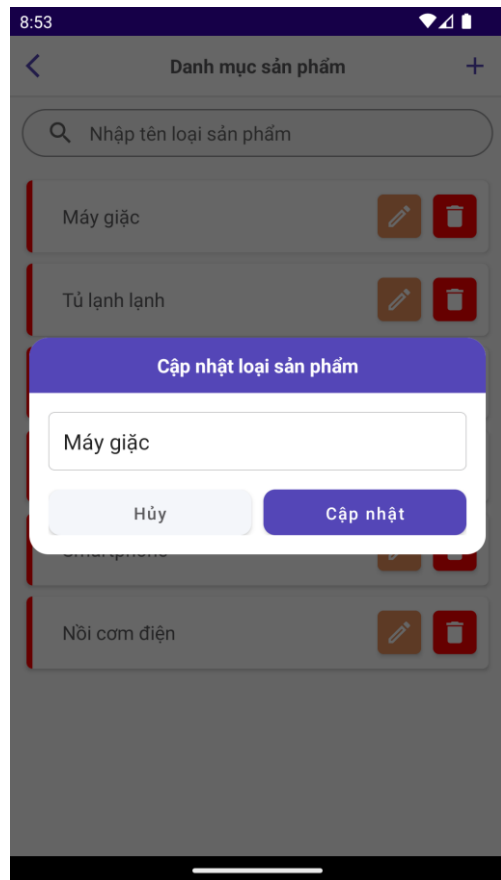 8:53
Danh mục sản phẩm
Nhập tên loại sản phẩm
Máy giặc
Tủ lạnh lạnh
Cập nhật loại sản phẩm
Máy giặc
Hủy Cập nhật
Smartphone
Nồi cơm điện